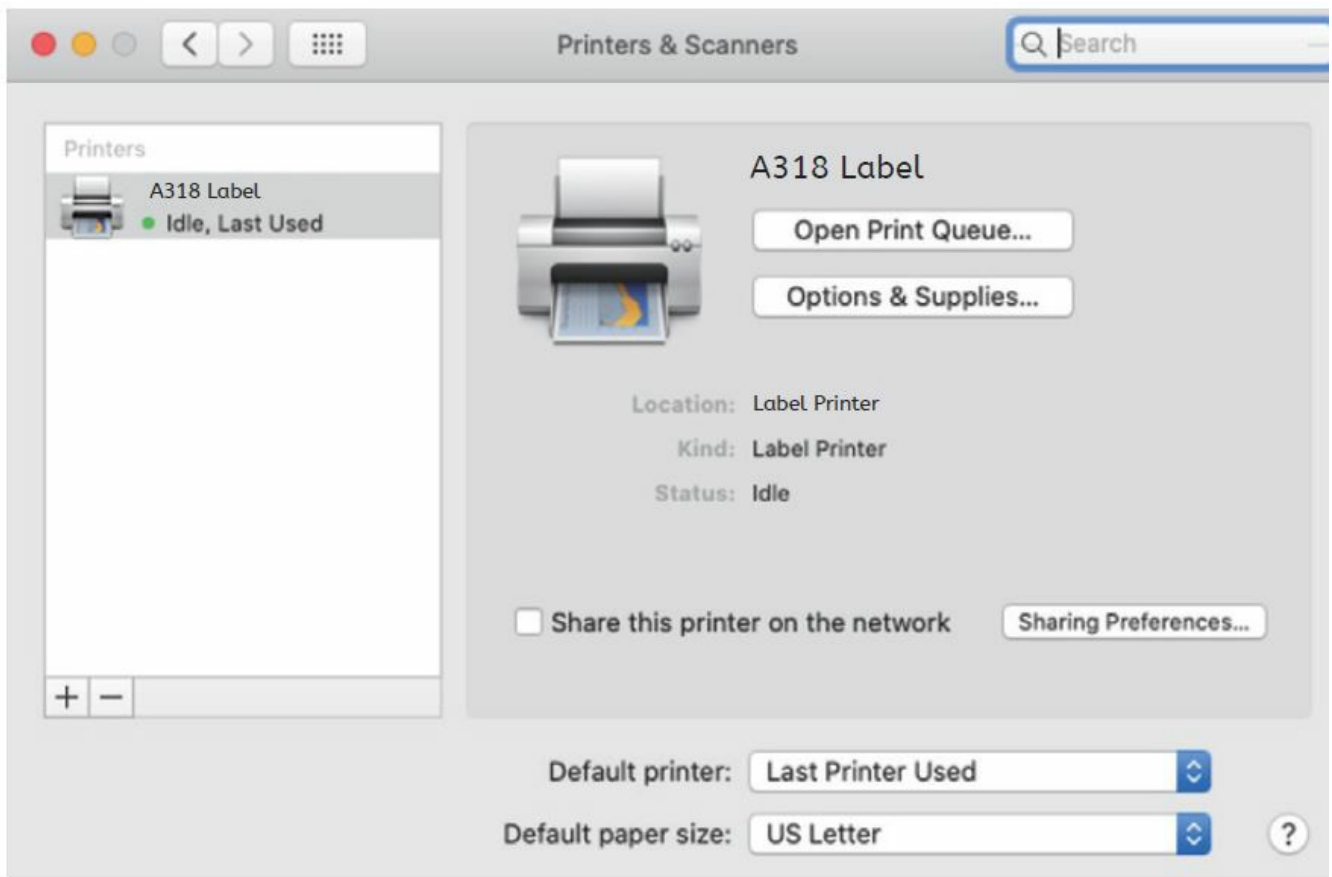 Printers & Scanners
Search
Printers
A318 Label
Idle, Last Used
A318 Label
Open Print Queue...
Options & Supplies...
Location: Label Printer
Kind: Label Printer
Status: Idle
Share this printer on the network
Sharing Preferences...
Default printer: Last Printer Used
Default paper size: US Letter
?